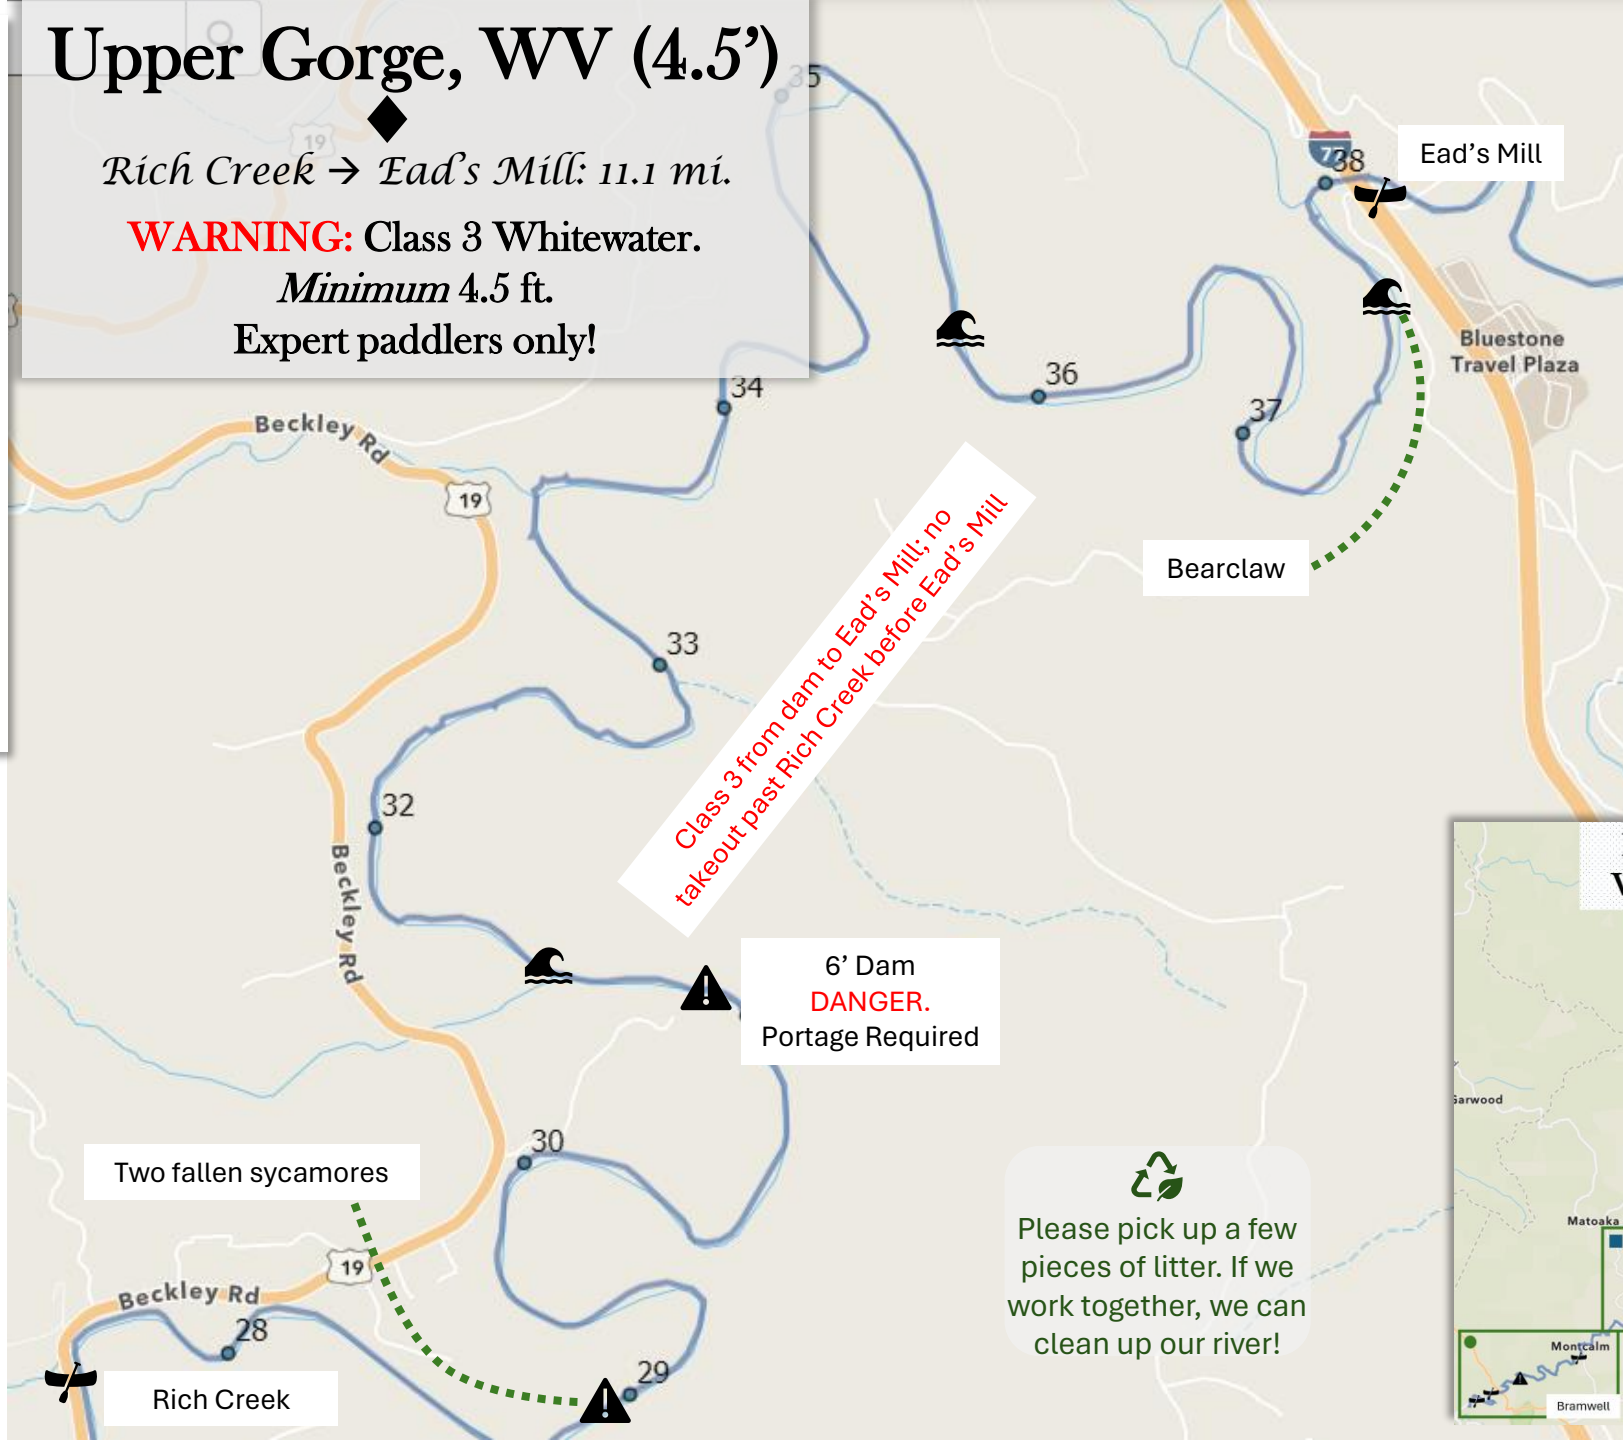 Upper Gorge, WV (4.5’)
Rich Creek → Ead’s Mill: 11.1 mi.
WARNING: Class 3 Whitewater.
Minimum 4.5 ft.
Expert paddlers only!
19
35
77
38
Ead’s Mill
Bluestone
Travel Plaza
34
36
37
Beckley Rd
19
Bearclaw
33
Class 3 from dam to Ead’s Mill; no
takeout past Rich Creek before Ead’s Mill
32
Beckley Rd
6’ Dam
DANGER.
Portage Required
30
Two fallen sycamores
19
Beckley Rd
28
29
Rich Creek
Please pick up a few
pieces of litter. If we
work together, we can
clean up our river!
Garwood
Matoaka
Montcalm
Bramwell